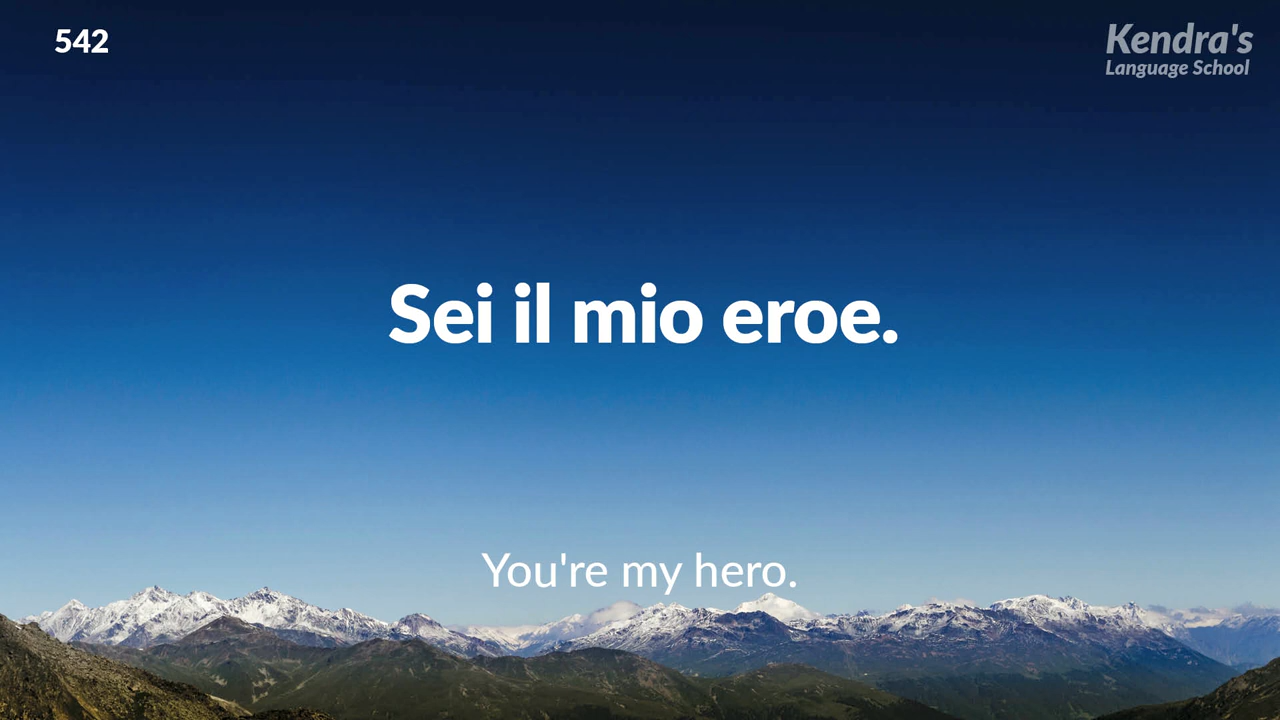 542
Kendra's
Language School
Sei il mio eroe.
You're my hero.